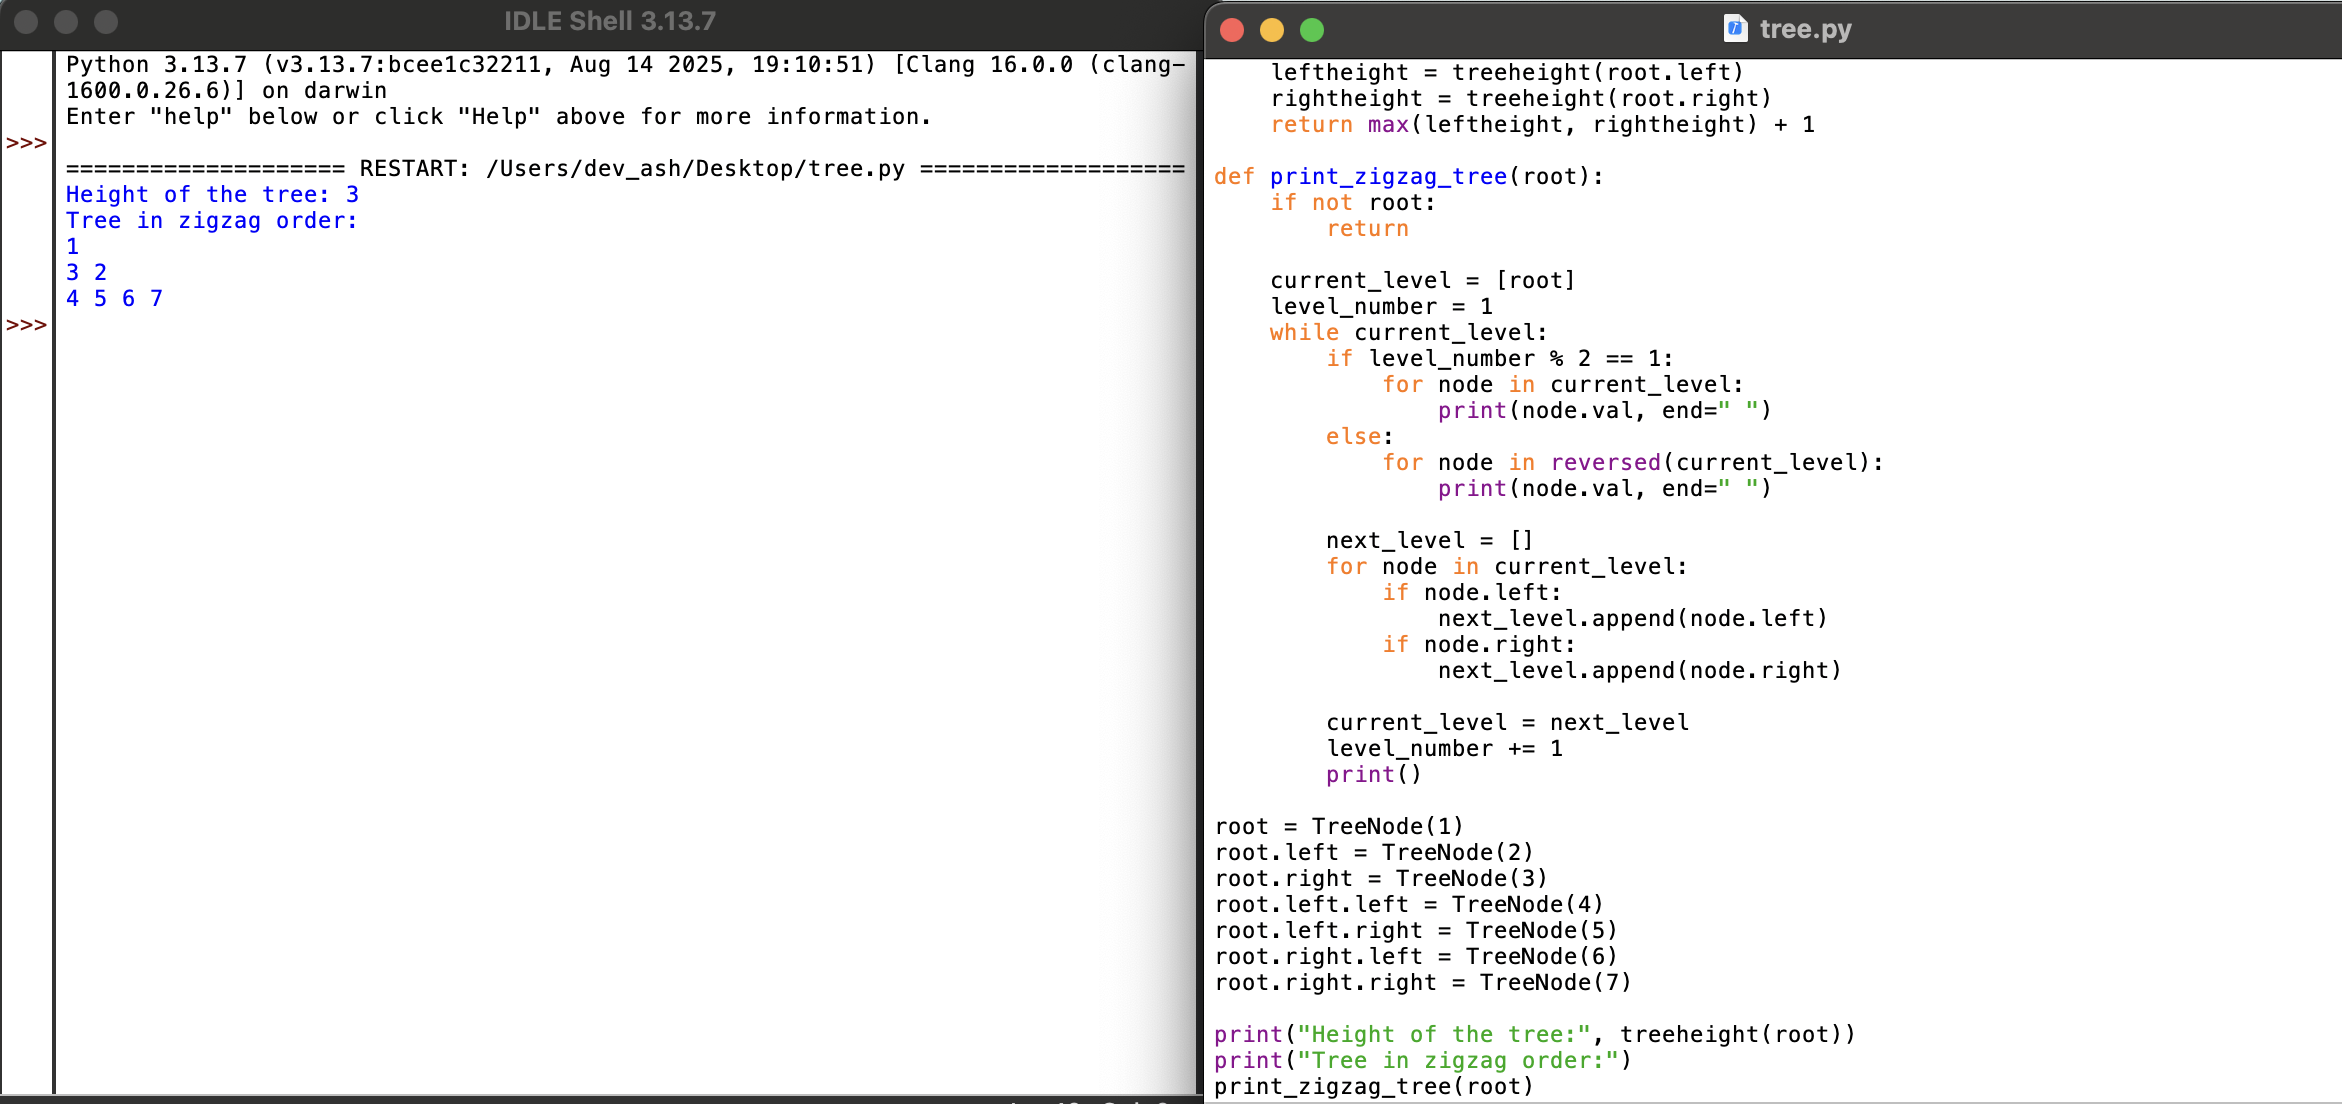 IDLE Shell 3.13.7
Python 3.13.7 (v3.13.7:bcee1c32211, Aug 14 2025, 19:10:51) [Clang 16.0.0 (clang-
1600.0.26.6)] on darwin
Enter "help" below or click "Help" above for more information.
>>>
==================== RESTART: /Users/dev_ash/Desktop/tree.py ===================
Height of the tree: 3
Tree in zigzag order:
1
3 2
4 5 6 7
>>>
tree.py
    leftheight = treeheight(root.left)
    rightheight = treeheight(root.right)
    return max(leftheight, rightheight) + 1

def print_zigzag_tree(root):
    if not root:
        return

    current_level = [root]
    level_number = 1
    while current_level:
        if level_number % 2 == 1:
            for node in current_level:
                print(node.val, end=" ")
        else:
            for node in reversed(current_level):
                print(node.val, end=" ")

        next_level = []
        for node in current_level:
            if node.left:
                next_level.append(node.left)
            if node.right:
                next_level.append(node.right)

        current_level = next_level
        level_number += 1
        print()

root = TreeNode(1)
root.left = TreeNode(2)
root.right = TreeNode(3)
root.left.left = TreeNode(4)
root.left.right = TreeNode(5)
root.right.left = TreeNode(6)
root.right.right = TreeNode(7)

print("Height of the tree:", treeheight(root))
print("Tree in zigzag order:")
print_zigzag_tree(root)